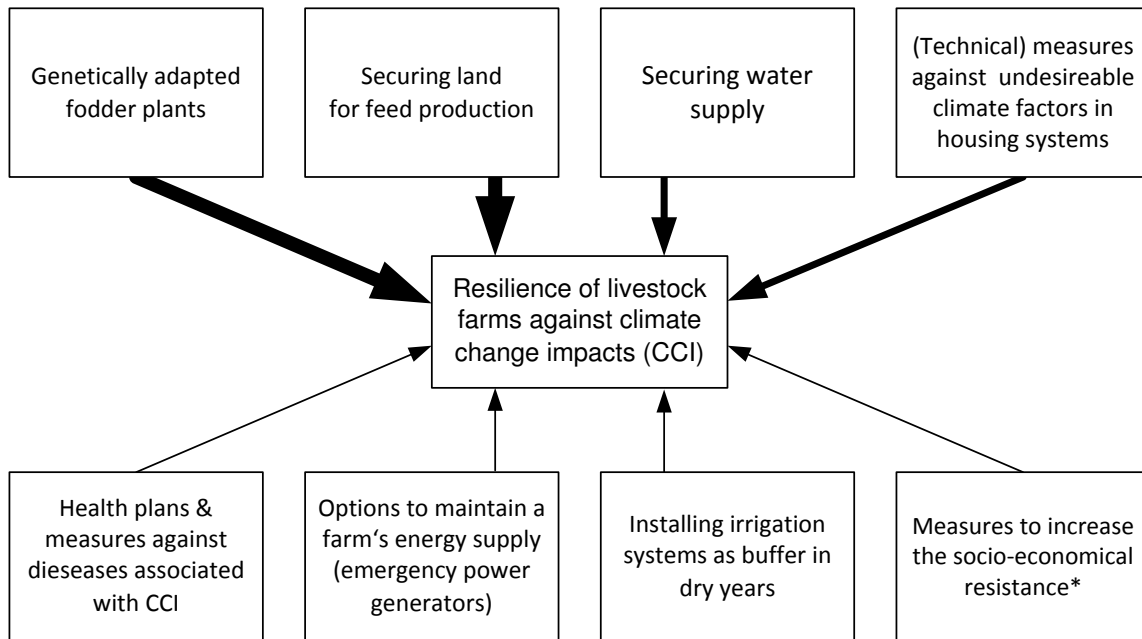 Genetically adapted
fodder plants
Securing land
for feed production
Securing water
supply
(Technical) measures
against undesireable
climate factors in
housing systems
Resilience of livestock
farms against climate
change impacts (CCI)
Health plans &
measures against
dieseases associated
with CCI
Options to maintain a
farm‘s energy supply
(emergency power
generators)
Installing irrigation
systems as buffer in
dry years
Measures to increase
the socio-economical
resistance*